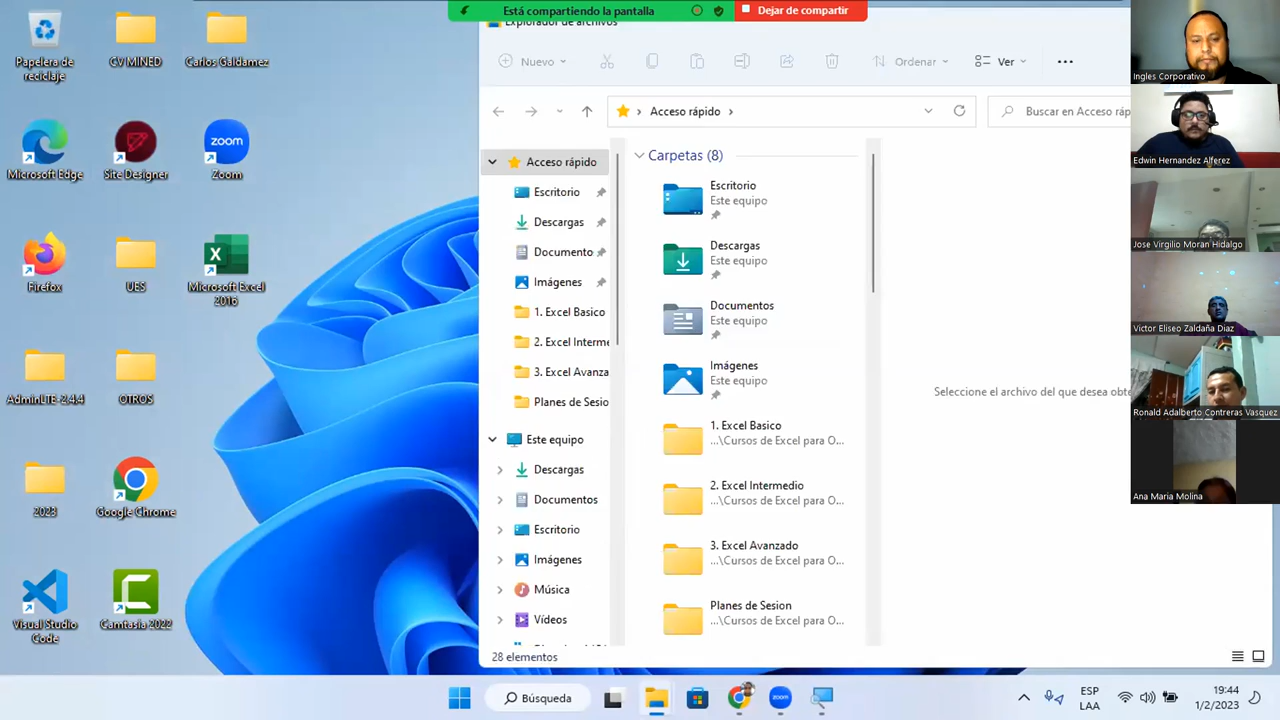 Está compartiendo la pantalla
Dejar de compartir
Explorador de archivos
Papelera de
reciclaje
CV MINED
Carlos Galdamez
Microsoft Edge
Site Designer
zoom
Zoom
Firefox
UES
Microsoft Excel
2016
AdminLTE-2.4.4
OTROS
2023
Google Chrome
Visual Studio
Code
Camtasia 2022
Nuevo
Ordenar
Ver
Acceso rápido
Buscar en Acceso ráp
Acceso rápido
Escritorio
Descargas
Documento
Imágenes
1. Excel Basico
2. Excel Interme
3. Excel Avanza
Planes de Sesio
Este equipo
Descargas
Documentos
Escritorio
Imágenes
Música
Vídeos
Carpetas (8)
Escritorio
Este equipo
Descargas
Este equipo
Documentos
Este equipo
Imágenes
Este equipo
1. Excel Basico
...\Cursos de Excel para O...
2. Excel Intermedio
...\Cursos de Excel para O...
3. Excel Avanzado
...\Cursos de Excel para O...
Planes de Sesion
...\Cursos de Excel para O...
Seleccione el archivo del que desea obte
28 elementos
Ingles Corporativo
Edwin Hernandez Alferez
Jose Virgilio Moran Hidalgo
Victor Eliseo Zaldaña Diaz
Ronald Adalberto Contreras Vasquez
Ana Maria Molina
Búsqueda
zoom
ESP
LAA
19:44
1/2/2023